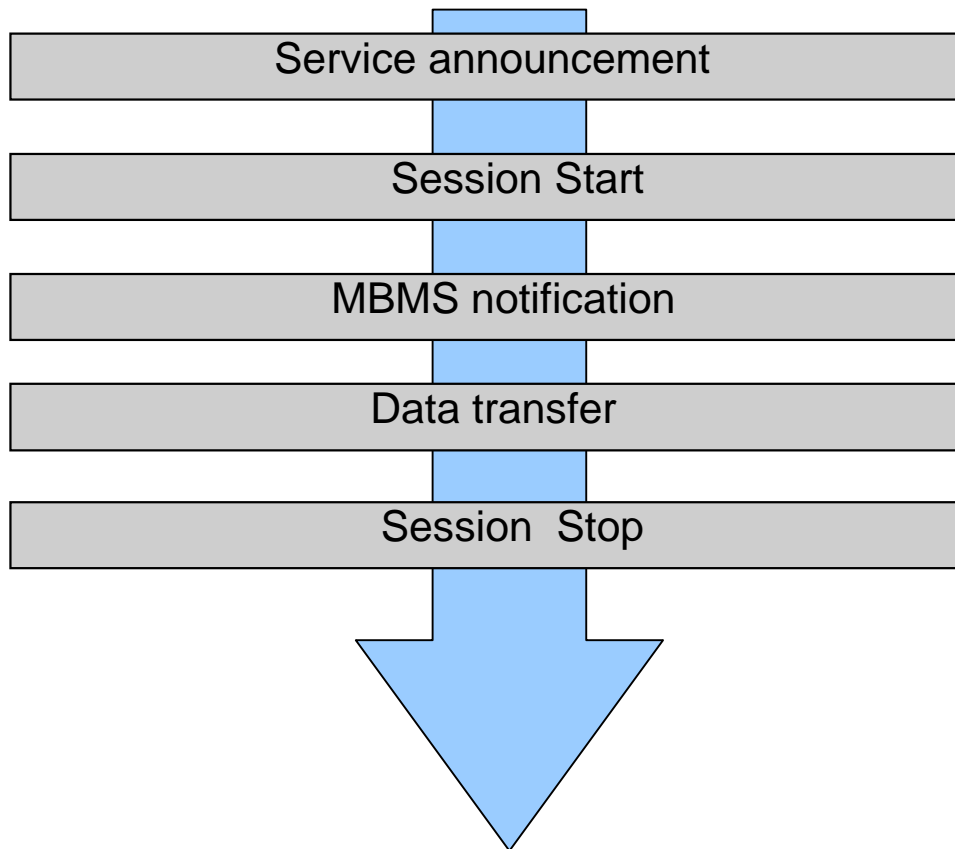 Service announcement
Session Start
MBMS notification
Data transfer
Session  Stop